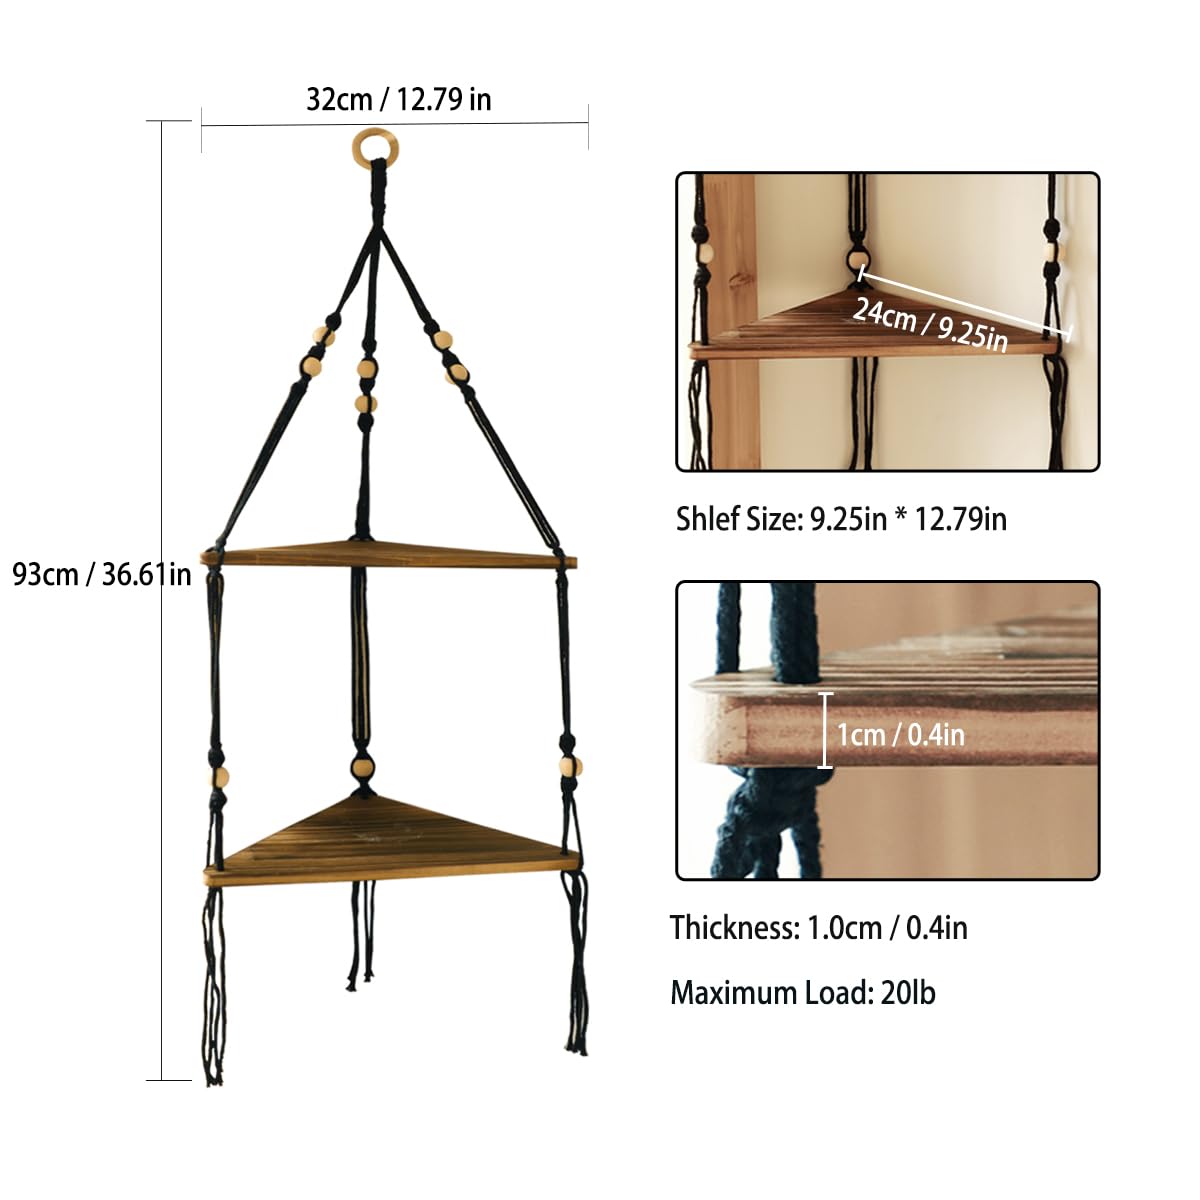 32cm / 12.79 in
93cm / 36.61in
24cm / 9.25in
Shlef Size: 9.25in * 12.79in
1cm / 0.4in
Thickness: 1.0cm / 0.4in
Maximum Load: 20lb